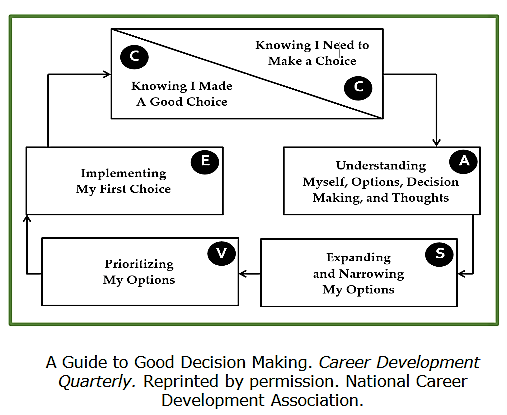 Knowing I Need to
Make a Choice
C
C
Knowing I Made
A Good Choice
E
Implementing
My First Choice
A
Understanding
Myself, Options, Decision
Making, and Thoughts
V
Prioritizing
My Options
S
Expanding
and Narrowing
My Options
A Guide to Good Decision Making. Career Development
Quarterly. Reprinted by permission. National Career
Development Association.